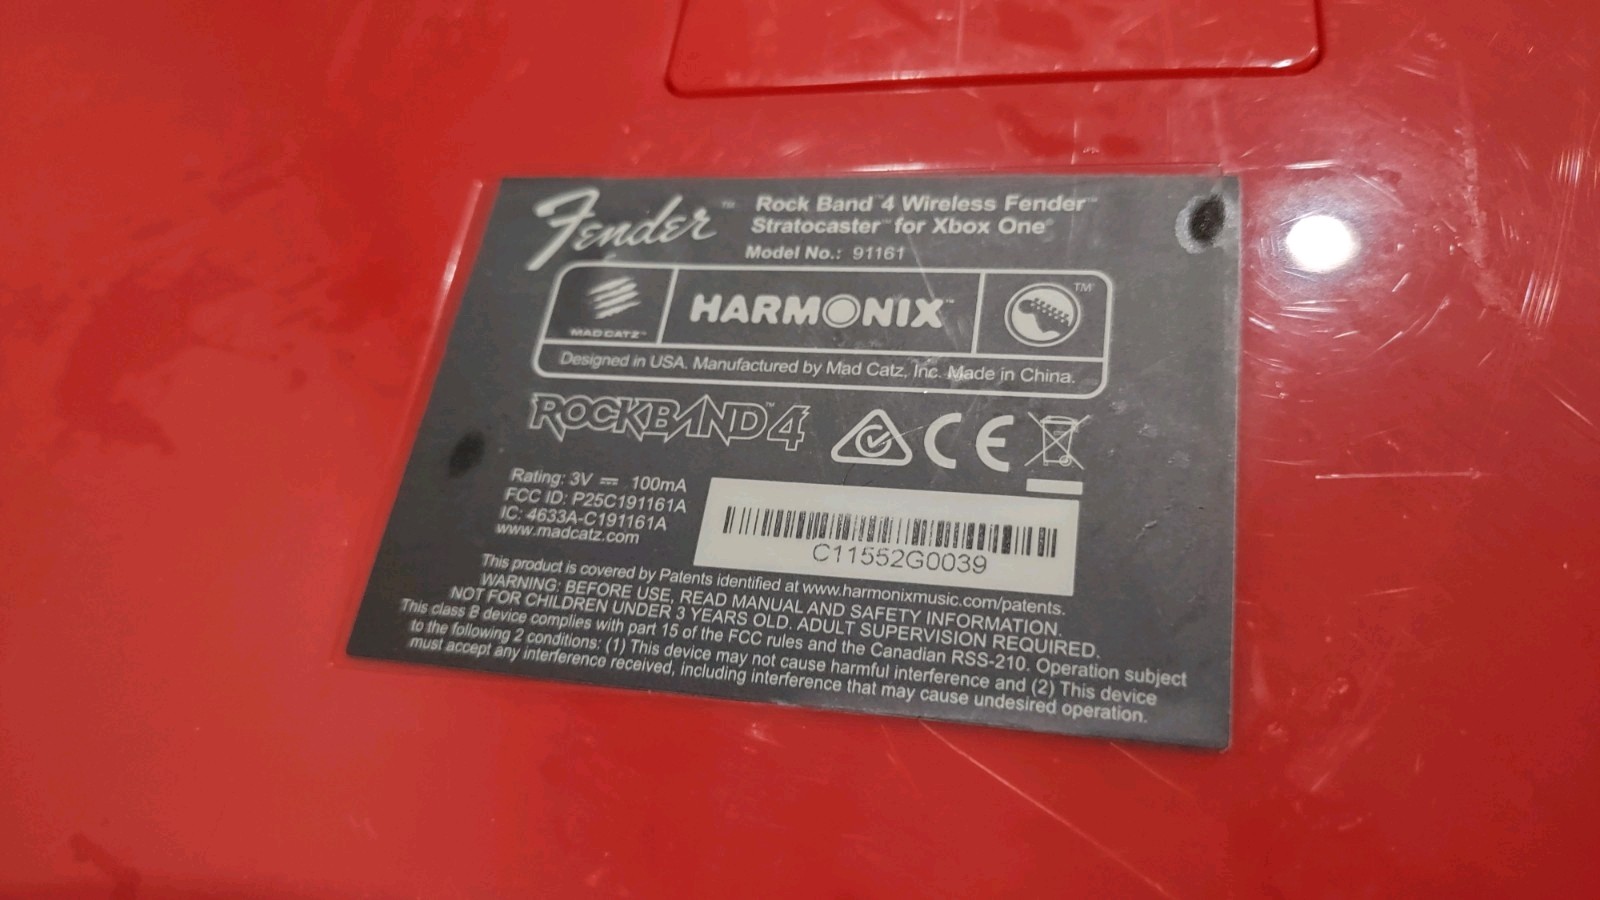 Fender™
Rock Band™ 4 Wireless Fender™
Stratocaster™ for Xbox One®
Model No.: 91161
MAD CATZ™
HARMONIX™
TM
Designed in USA. Manufactured by Mad Catz, Inc. Made in China.
ROCKBAND™ 4
CE
Rating: 3V ⎓ 100mA
FCC ID: P25C191161A
IC: 4633A-C191161A
www.madcatz.com
C11552G0039
This product is covered by Patents identified at www.harmonixmusic.com/patents.
WARNING: BEFORE USE, READ MANUAL AND SAFETY INFORMATION.
NOT FOR CHILDREN UNDER 3 YEARS OLD. ADULT SUPERVISION REQUIRED.
This class B device complies with part 15 of the FCC rules and the Canadian RSS-210. Operation subject
to the following 2 conditions: (1) This device may not cause harmful interference and (2) This device
must accept any interference received, including interference that may cause undesired operation.